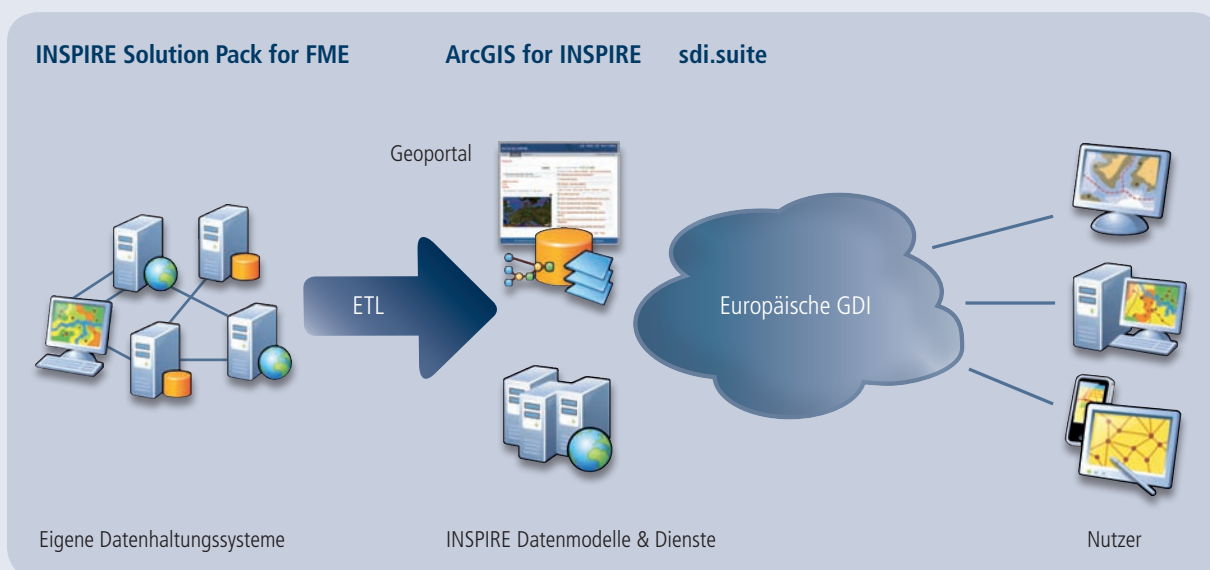 INSPIRE Solution Pack for FME
ArcGIS for INSPIRE
sdi.suite
Geoportal
ETL
Europäische GDI
Eigene Datenhaltungssysteme
INSPIRE Datenmodelle & Dienste
Nutzer